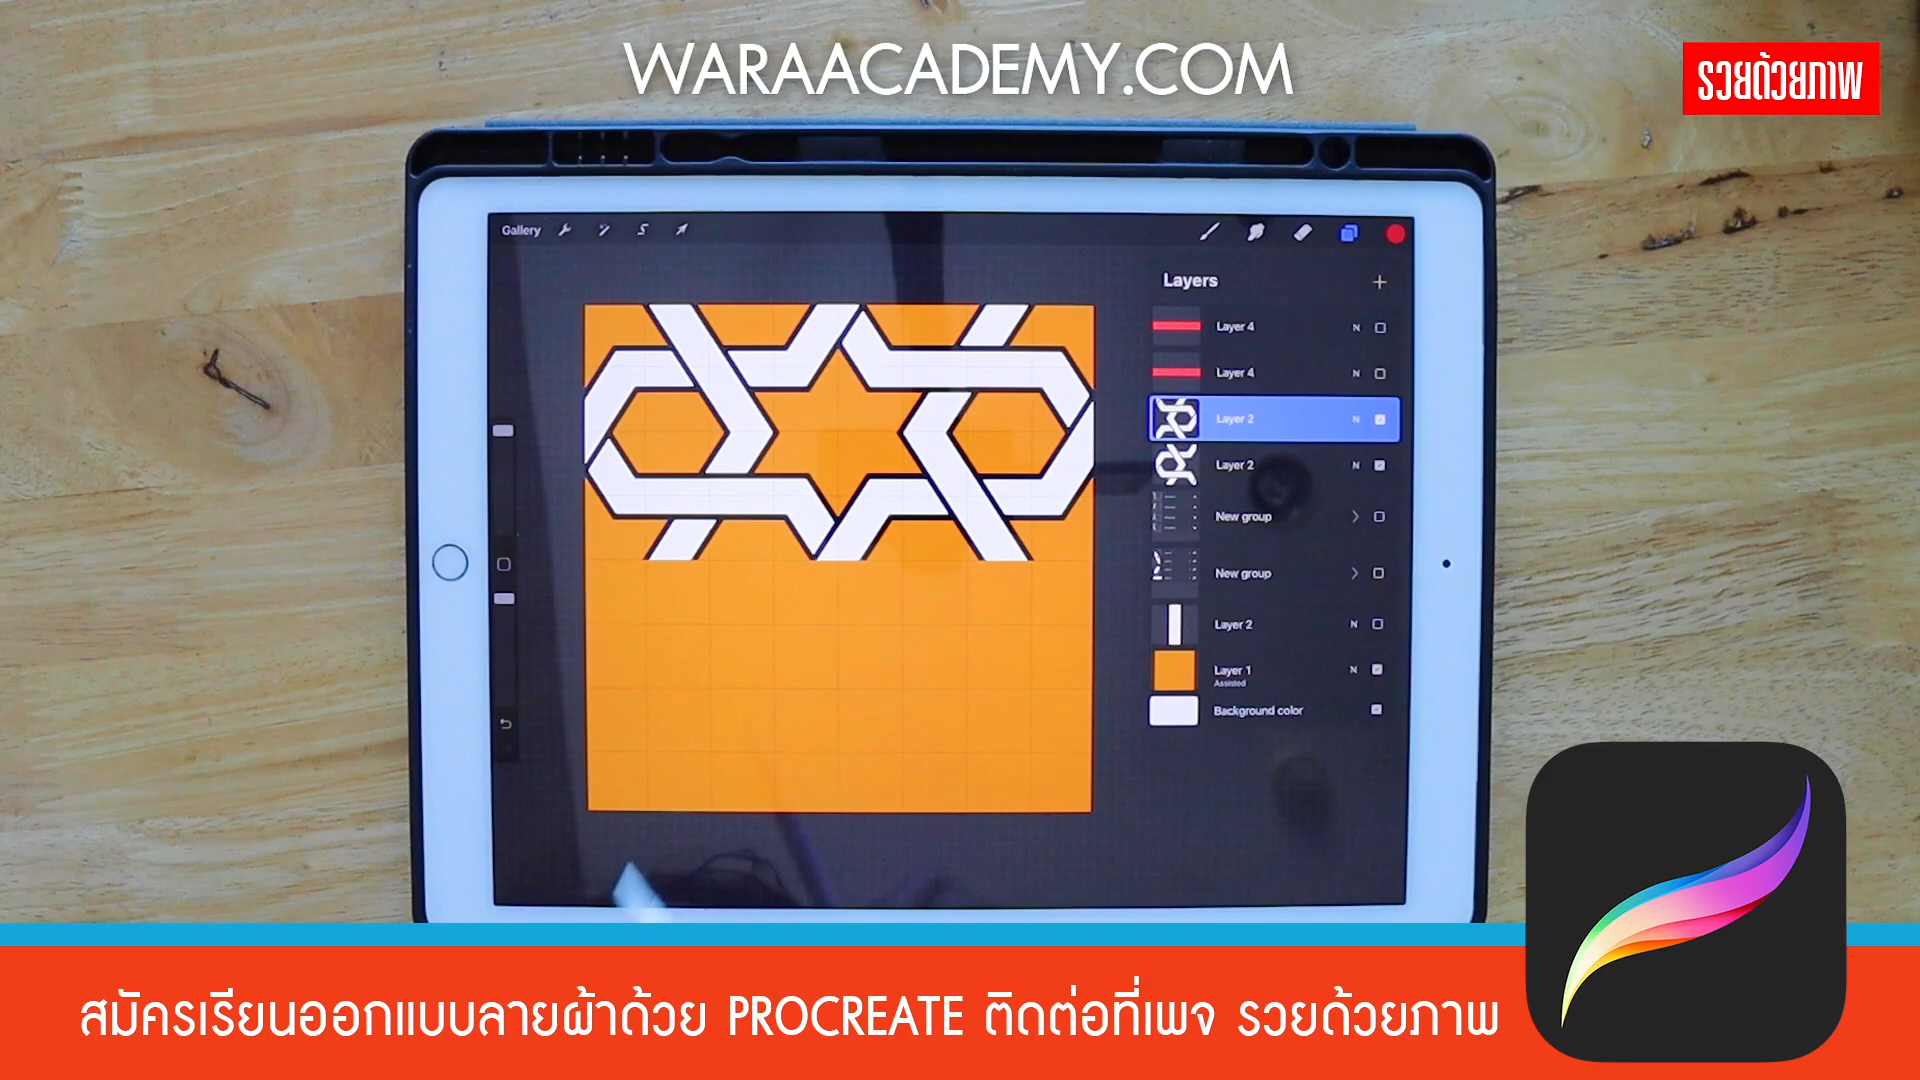 WARAACADEMY.COM
รวยด้วยภาพ
Gallery
Layers
Layer 4
N
Layer 4
N
Layer 2
N
Layer 2
N
New group
New group
Layer 2
N
Layer 1
N
Assisted
Background color
สมัครเรียนออกแบบลายผ้าด้วย PROCREATE ติดต่อที่เพจ รวยด้วยภาพ